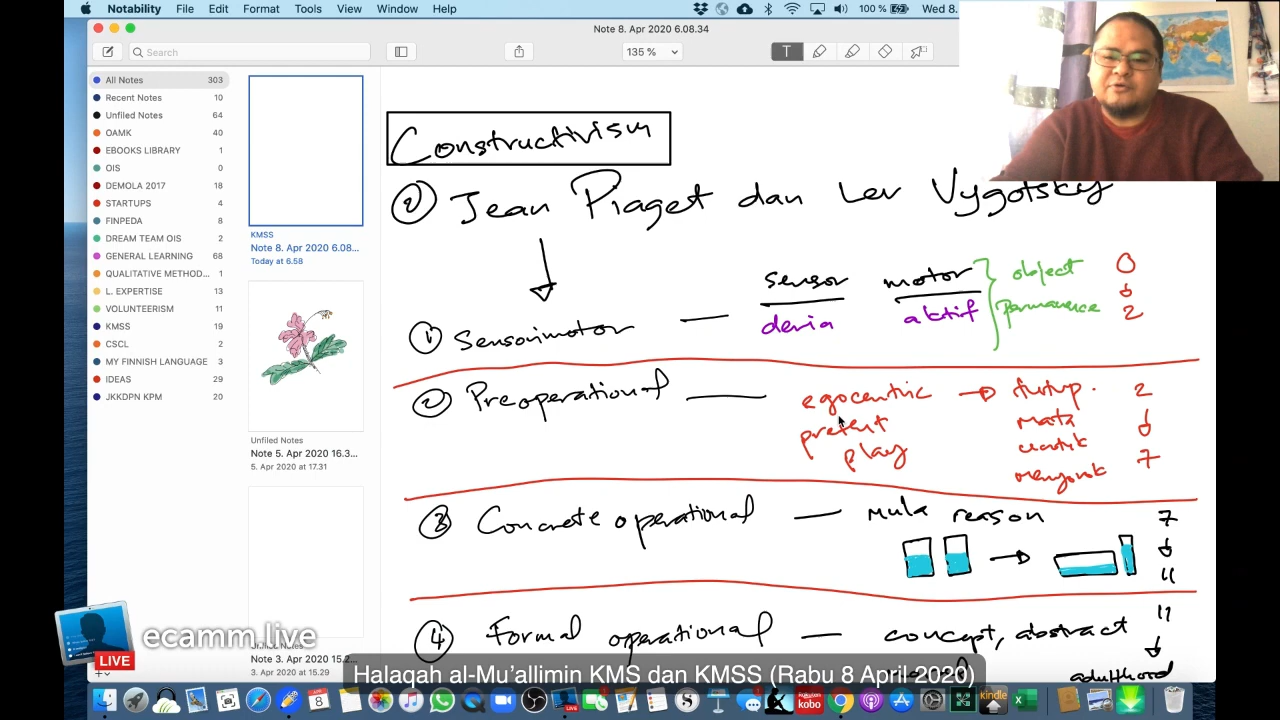 Notability File Edit Format Tools View Window Help 100 % Wed 8.
Note 8. Apr 2020 6.08.34
Search
135 %
T
All Notes 303
Recent Notes 10
Unfiled Notes 64
OAMK 40
EBOOKS LIBRARY 1
OIS 0
DEMOLA 2017 18
STARTUPS 4
FINPEDA 8
DREAM TEAM OIS 2
GENERAL LEARNING 68
QUALITATIVE METHOD... 1
L. EXPERTISE 13
VOLUNTEERISM 11
KMSS 19
CSCL 2
MY FINNISH LANGUAGE 3
IDEAS 29
JKKDPN KPM 20
KMSS
Note 8. Apr 2020 6.08...
Today at 6.58
Unfiled Notes
Note 5. Apr 2020 16.3...
5. Apr 2020 at 17.31
Note 3. Apr 2020 15.2...
3. Apr 2020 at 15.29
Constructivism
Jean Piaget dan Lev Vygotsky
sensor motor object 0
① Sensorimotor — deria aktif permanence 2
② Preoperational — egocentric → tutup. 2
pretent mata
play 7
③ Concrete operational — mula reason 7
11
④ Formal operational — concept, abstract 11
adulthood
ecamm live
LIVE
Halaqah al Mu'allimin KMS dan KMSS (Rabu 8 April 2020)
Rakuten
kobo
kindle